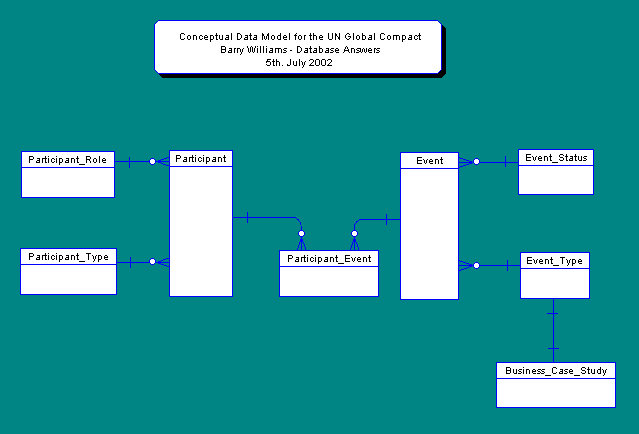 Conceptual Data Model for the UN Global Compact
Barry Williams - Database Answers
5th. July 2002
Participant_Role
Participant
Event
Event_Status
Participant_Type
Participant_Event
Event_Type
Business_Case_Study